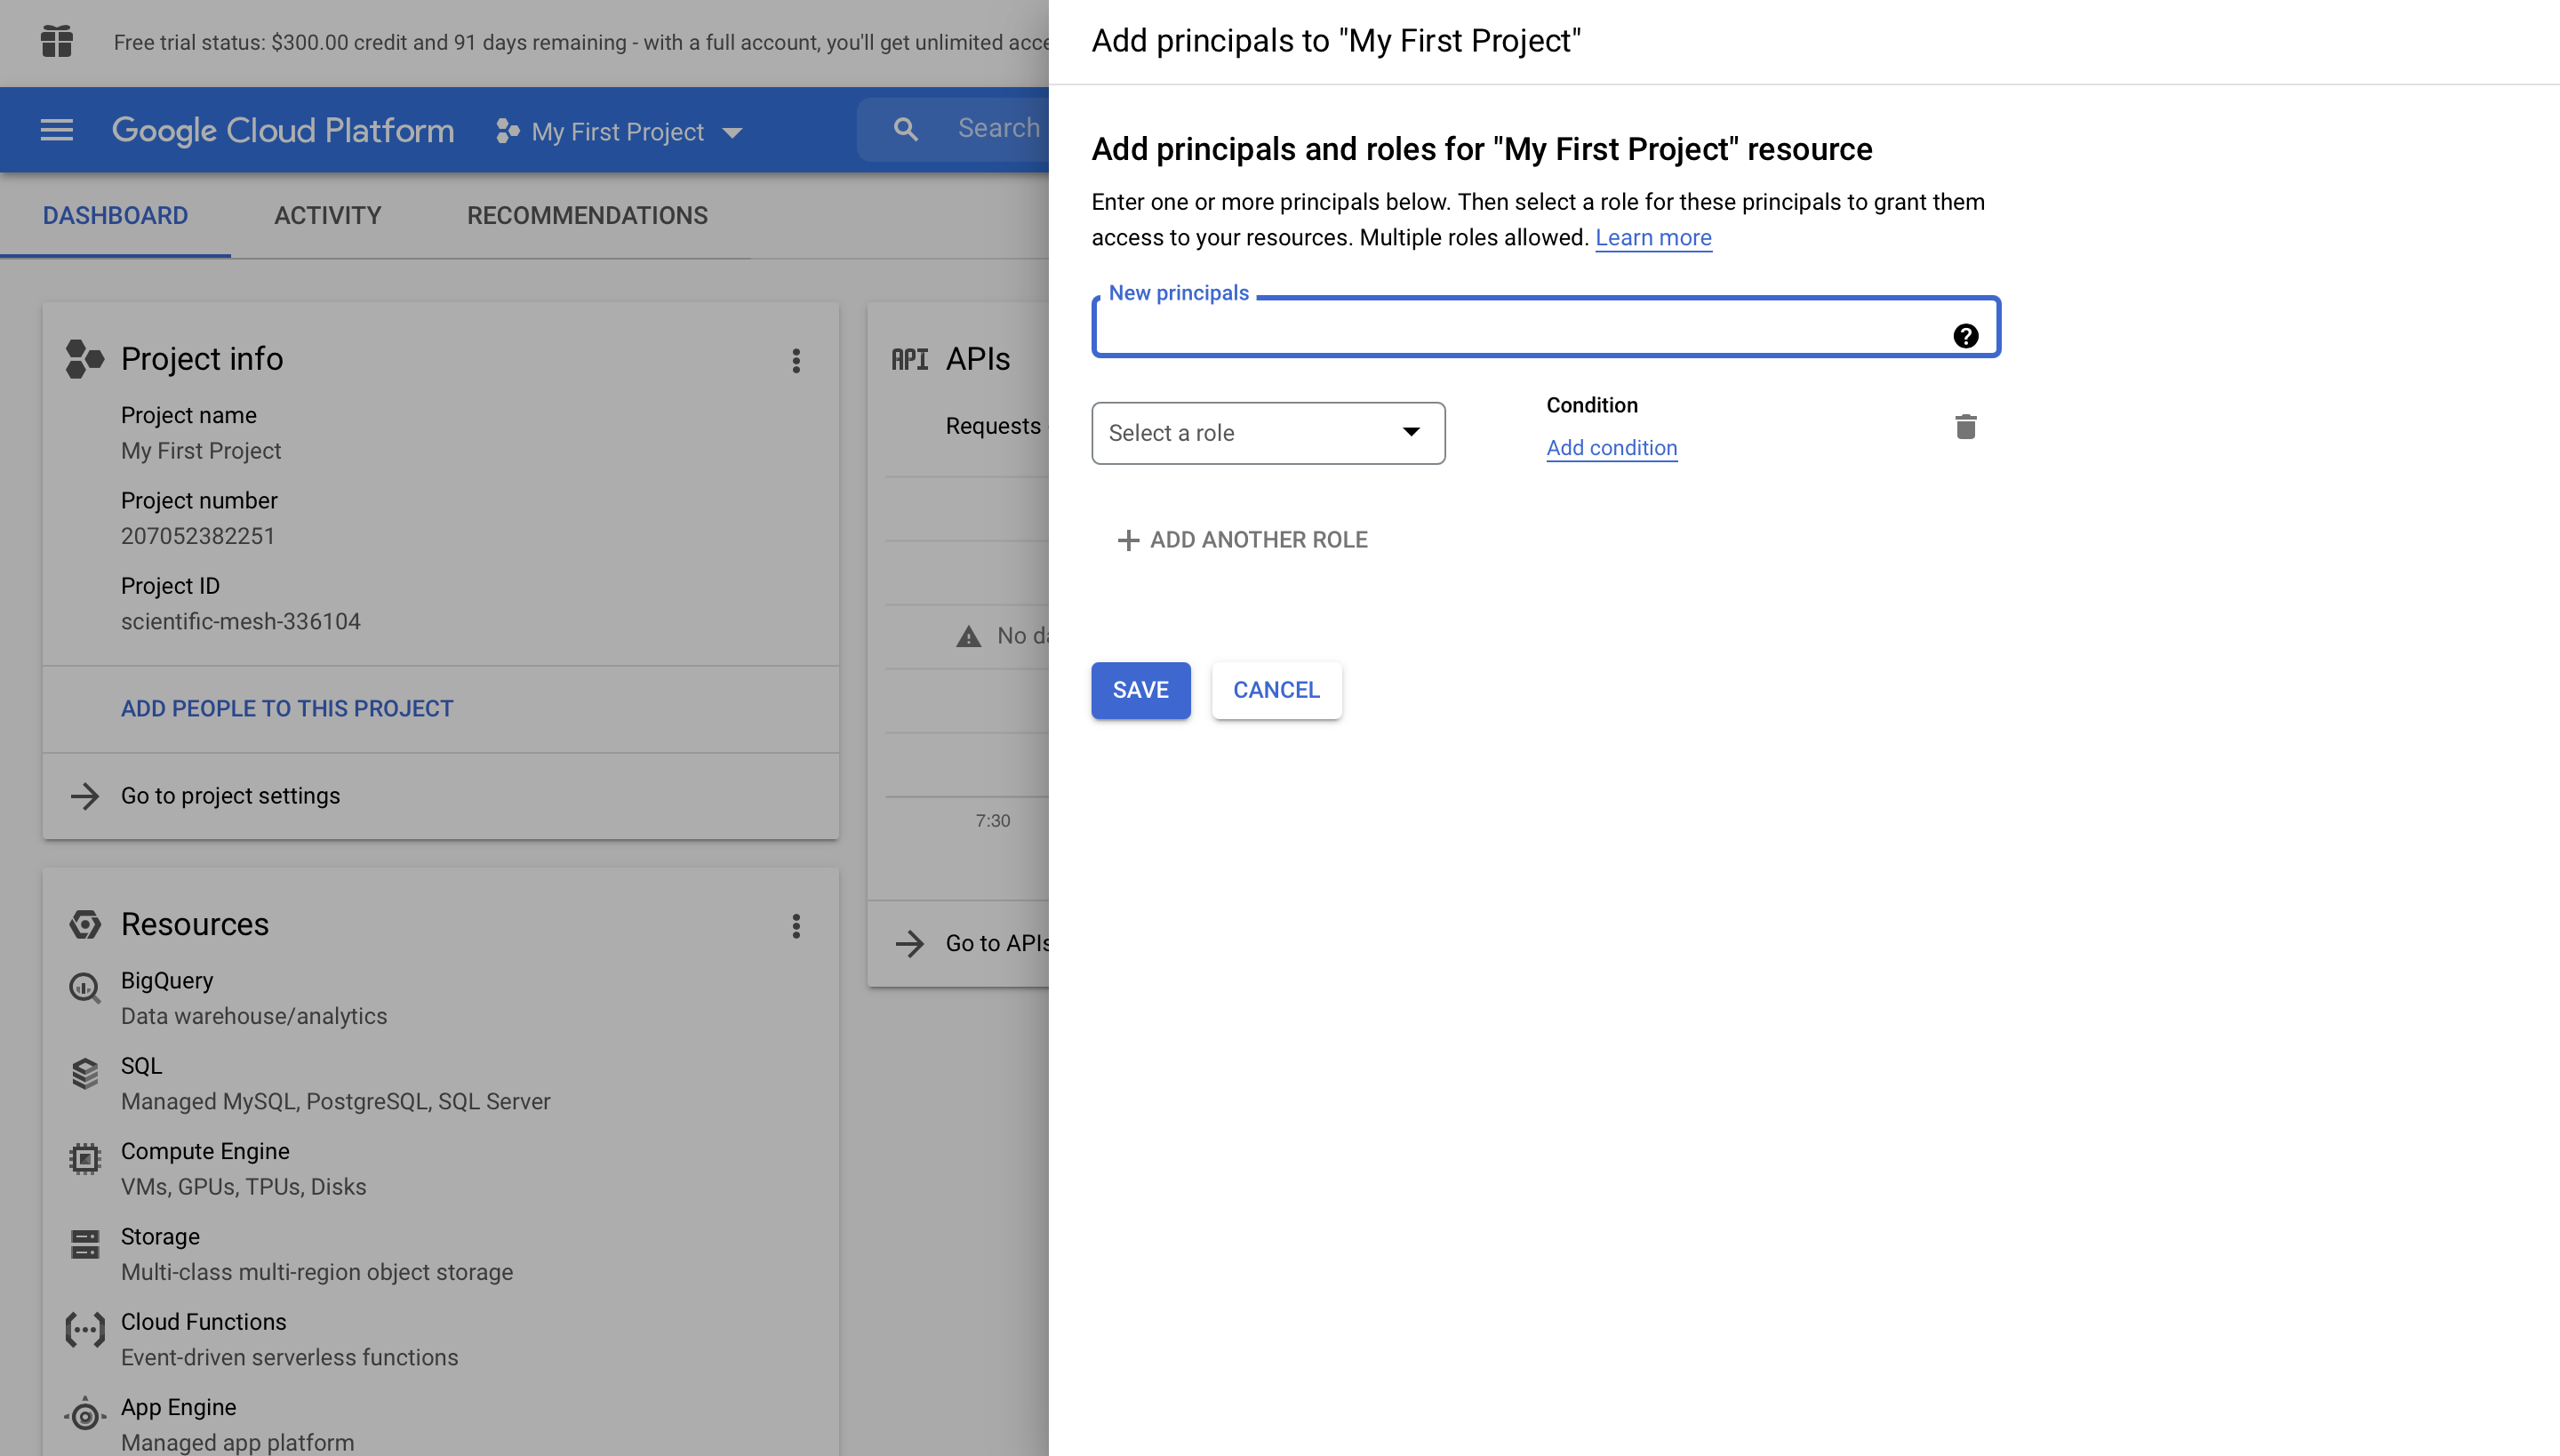 Free trial status: $300.00 credit and 91 days remaining - with a full account, you'll get unlimited acce
Google Cloud Platform
My First Project
Search
DASHBOARD
ACTIVITY
RECOMMENDATIONS
Project info
Project name
My First Project
Project number
207052382251
Project ID
scientific-mesh-336104
ADD PEOPLE TO THIS PROJECT
Go to project settings
Resources
BigQuery
Data warehouse/analytics
SQL
Managed MySQL, PostgreSQL, SQL Server
Compute Engine
VMs, GPUs, TPUs, Disks
Storage
Multi-class multi-region object storage
Cloud Functions
Event-driven serverless functions
App Engine
Managed app platform
API APIs
Requests
No da
7:30
Go to APIs
Add principals to "My First Project"
Add principals and roles for "My First Project" resource
Enter one or more principals below. Then select a role for these principals to grant them
access to your resources. Multiple roles allowed. Learn more
New principals
Select a role
Condition
Add condition
ADD ANOTHER ROLE
SAVE
CANCEL